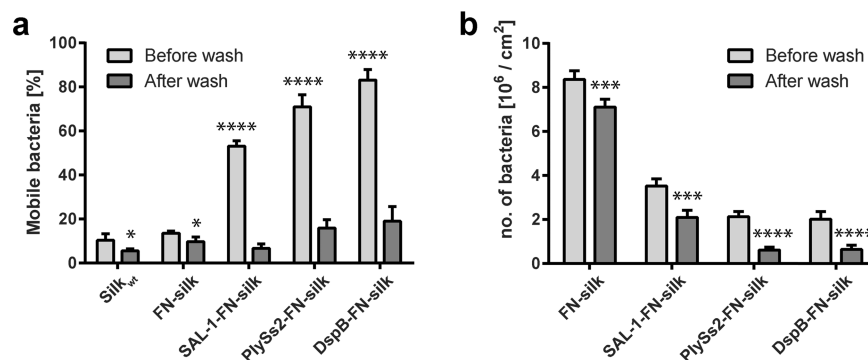 a
b
Mobile bacteria [%]
100
80
60
40
20
0
Before wash
After wash
*
*
****
****
****
Silkwt
FN-silk
SAL-1-FN-silk
PlySs2-FN-silk
DspB-FN-silk
no. of bacteria [10⁶ / cm²]
10
8
6
4
2
0
Before wash
After wash
***
***
****
****
FN-silk
SAL-1-FN-silk
PlySs2-FN-silk
DspB-FN-silk